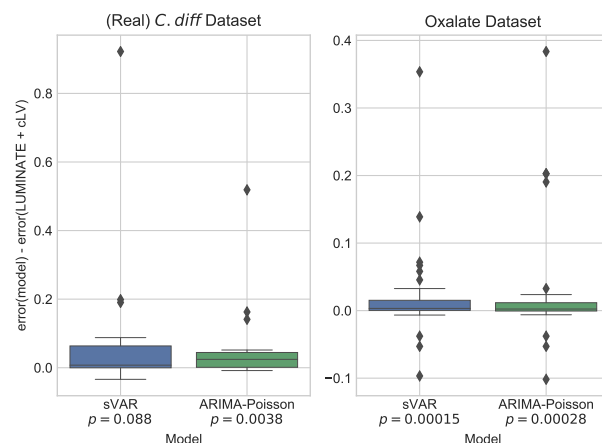 (Real) C. diff Dataset
error(model) - error(LUMINATE + cLV)
0.8
0.6
0.4
0.2
0.0
sVAR
p = 0.088
ARIMA-Poisson
p = 0.0038
Model
Oxalate Dataset
0.4
0.3
0.2
0.1
0.0
−0.1
sVAR
p = 0.00015
ARIMA-Poisson
p = 0.00028
Model